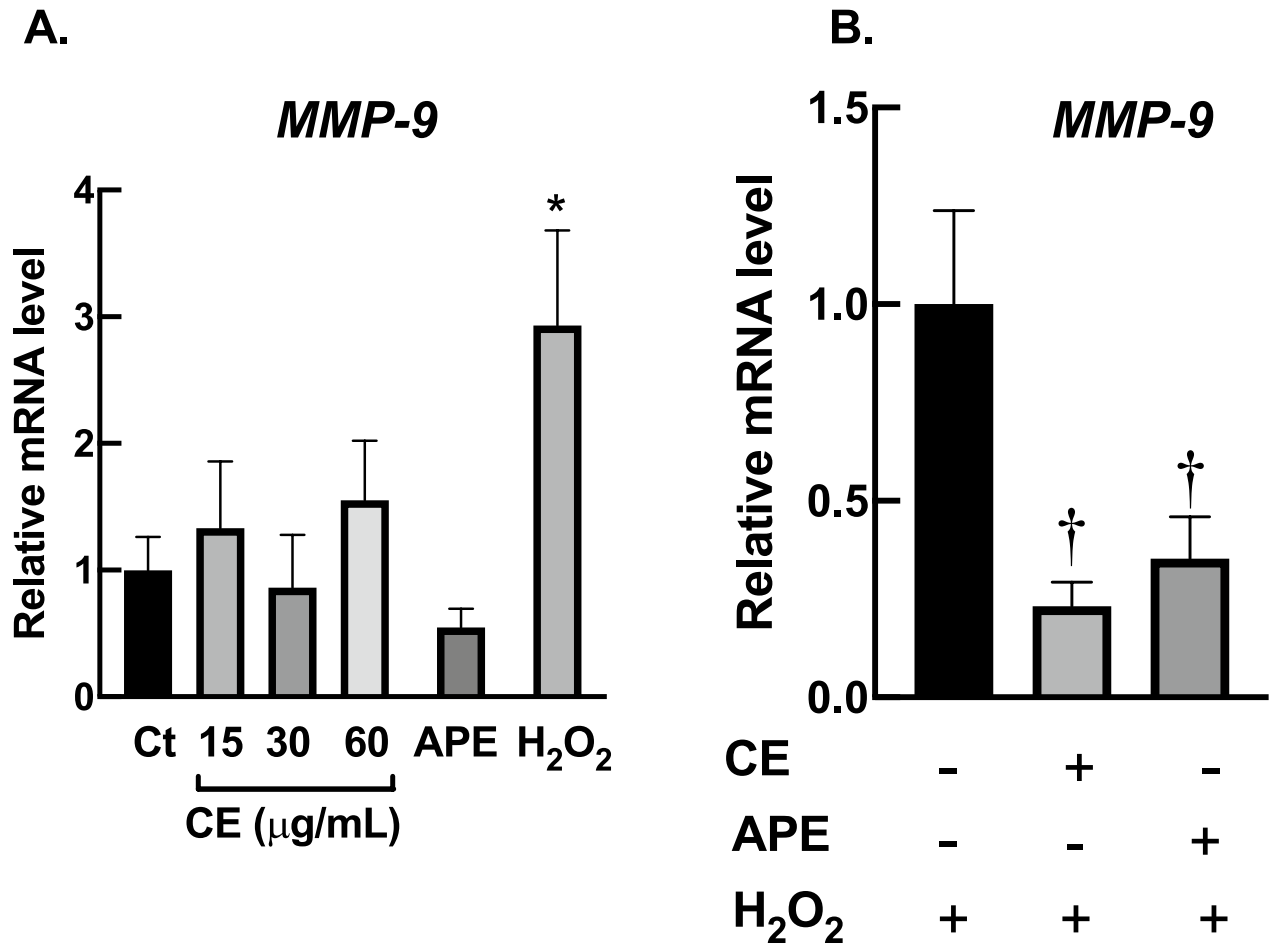 A.
MMP-9
Relative mRNA level
4
*
3
2
1
0
Ct 15 30 60 APE H₂O₂
CE (μg/mL)
B.
MMP-9
Relative mRNA level
1.5
1.0
0.5
0.0
† †
CE - + -
APE - - +
H₂O₂ + + +